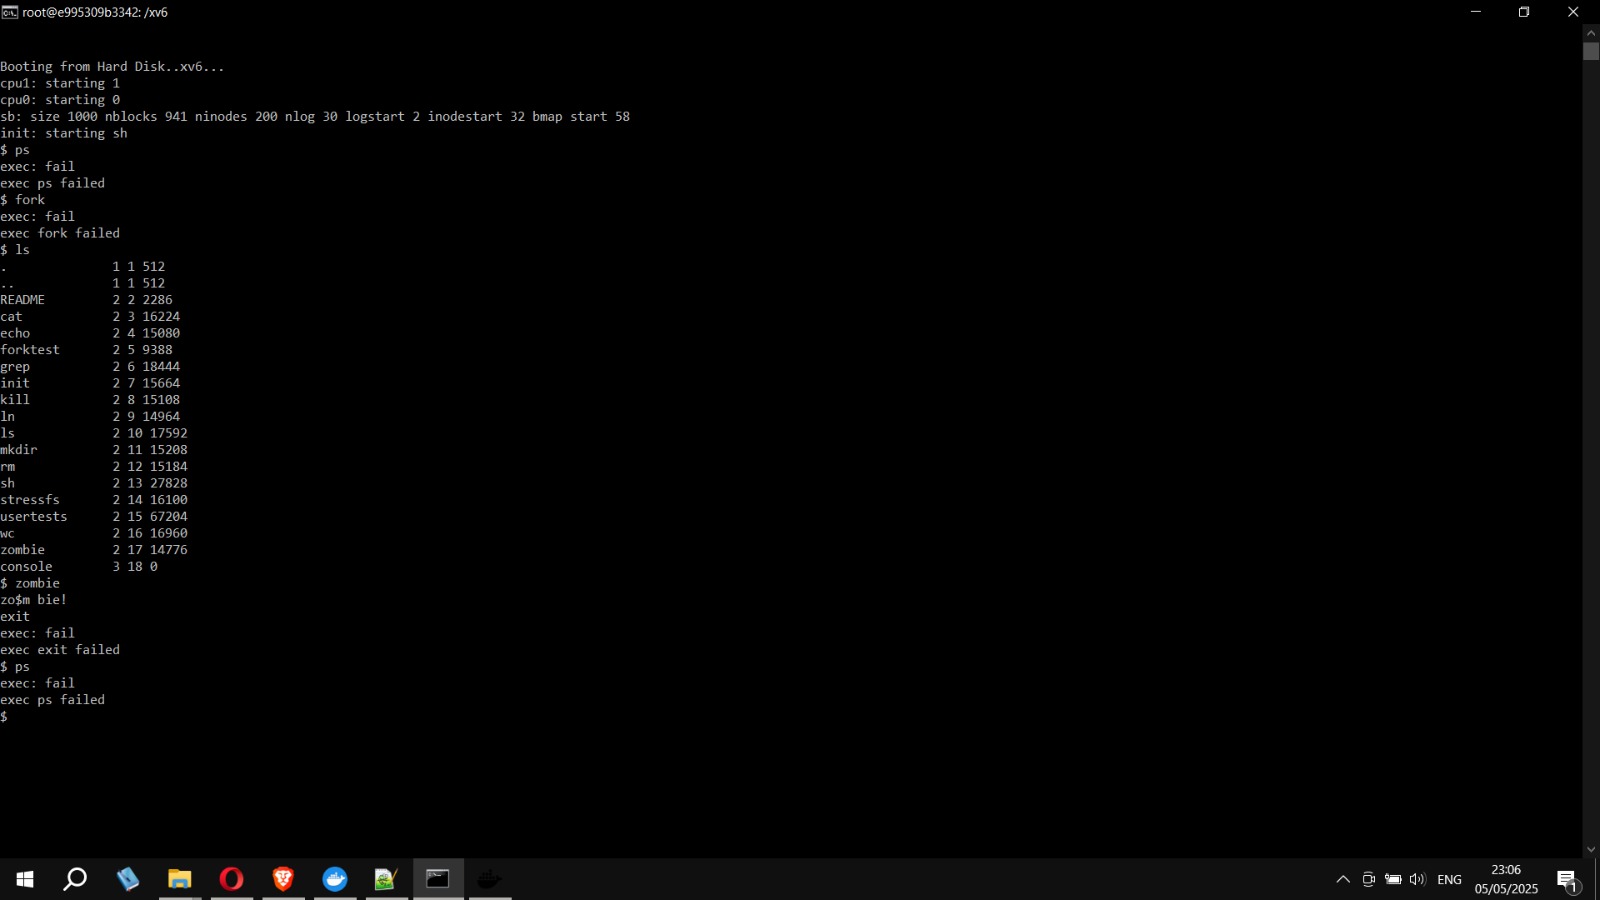 root@e995309b3342: /xv6
Booting from Hard Disk..xv6...
cpu1: starting 1
cpu0: starting 0
sb: size 1000 nblocks 941 ninodes 200 nlog 30 logstart 2 inodestart 32 bmap start 58
init: starting sh
$ ps
exec: fail
exec ps failed
$ fork
exec: fail
exec fork failed
$ ls
.              1 1 512
..             1 1 512
README         2 2 2286
cat            2 3 16224
echo           2 4 15080
forktest       2 5 9388
grep           2 6 18444
init           2 7 15664
kill           2 8 15108
ln             2 9 14964
ls             2 10 17592
mkdir          2 11 15208
rm             2 12 15184
sh             2 13 27828
stressfs       2 14 16100
usertests      2 15 67204
wc             2 16 16960
zombie         2 17 14776
console        3 18 0
$ zombie
zo$m bie!
exit
exec: fail
exec exit failed
$ ps
exec: fail
exec ps failed
$
ENG
23:06
05/05/2025
1